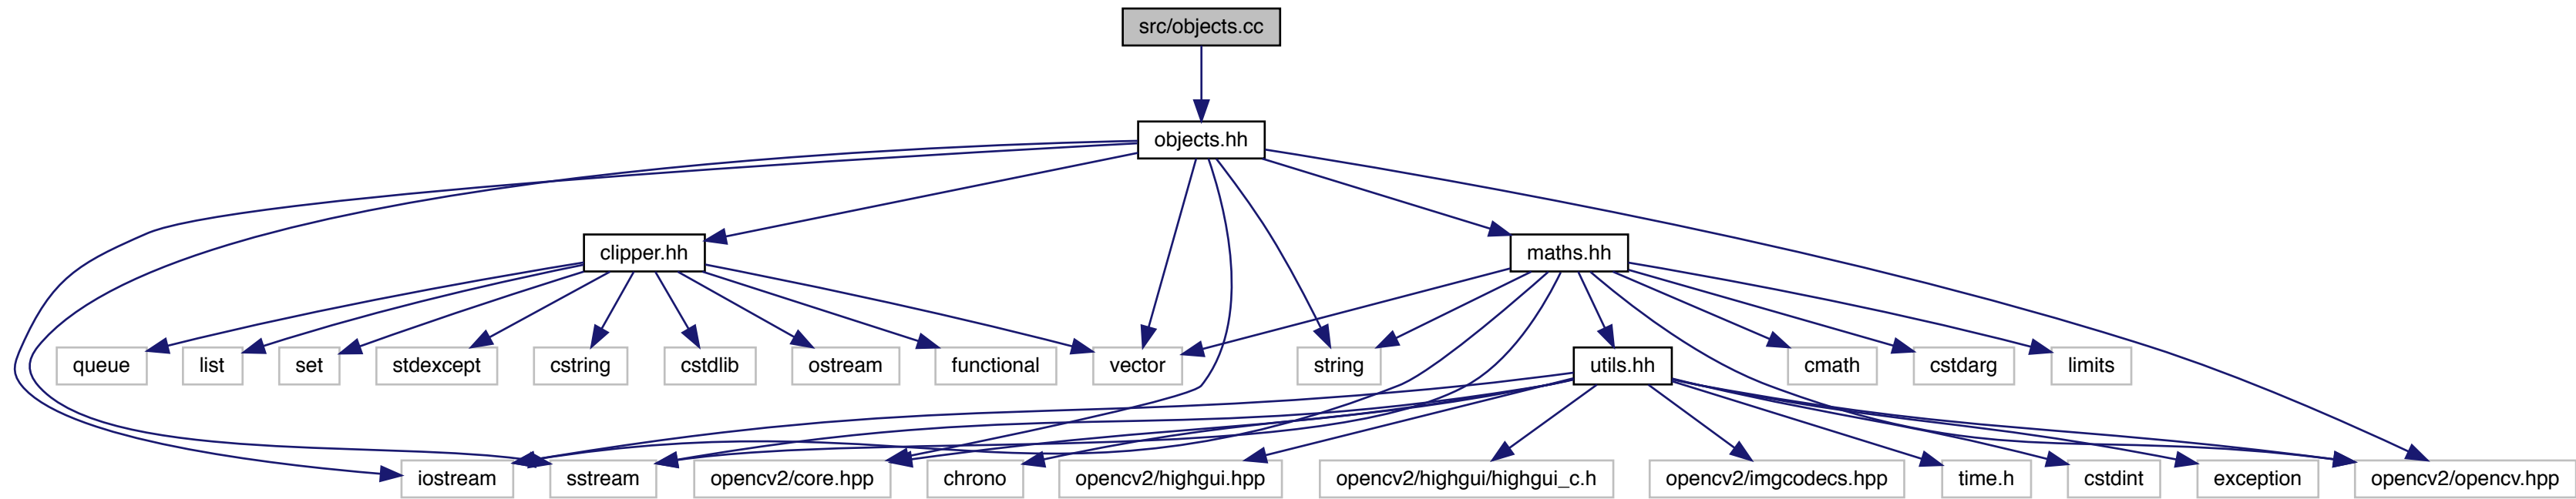 src/objects.cc
objects.hh
clipper.hh
maths.hh
queue
list
set
stdexcept
cstring
cstdlib
ostream
functional
vector
string
utils.hh
cmath
cstdarg
limits
iostream
sstream
opencv2/core.hpp
chrono
opencv2/highgui.hpp
opencv2/highgui/highgui_c.h
opencv2/imgcodecs.hpp
time.h
cstdint
exception
opencv2/opencv.hpp